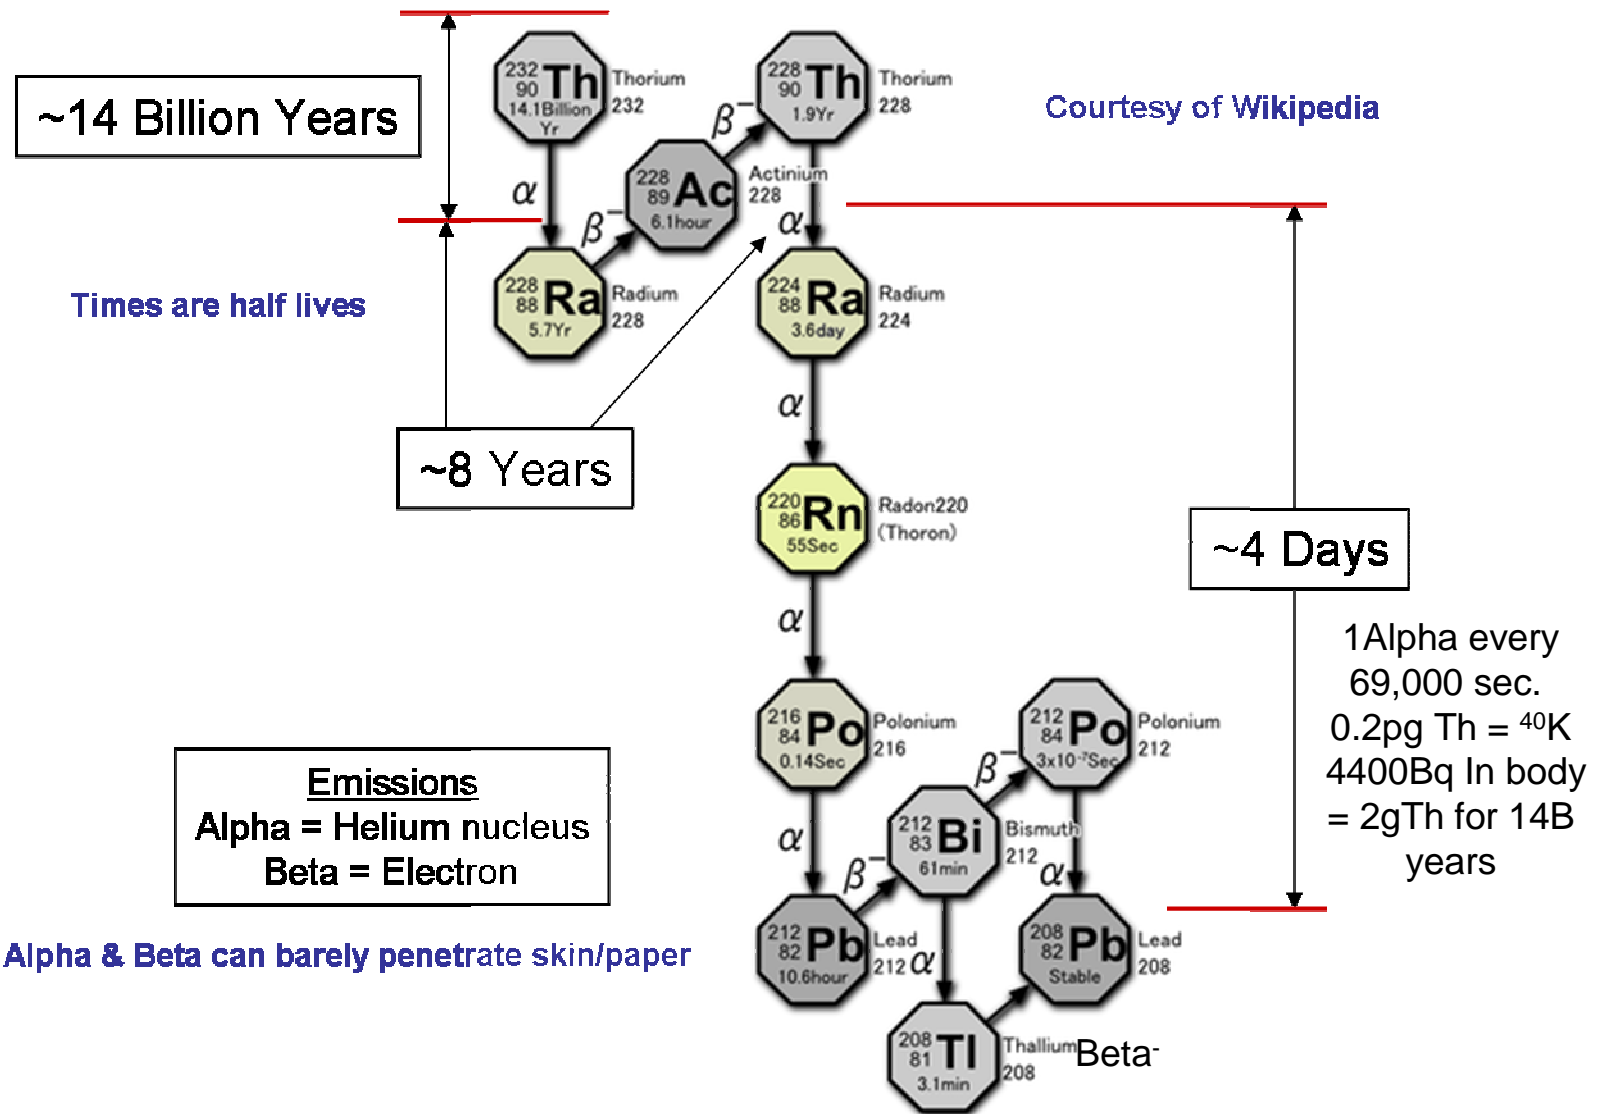 ~14 Billion Years
232
90
Th
14.1Billion
Yr
Thorium
232
α
228
88
Ra
5.7Yr
Radium
228
β⁻
228
89
Ac
6.1hour
Actinium
228
β⁻
228
90
Th
1.9Yr
Thorium
228
Courtesy of Wikipedia
α
Times are half lives
224
88
Ra
3.6day
Radium
224
~8 Years
α
220
86
Rn
55Sec
Radon220
(Thoron)
~4 Days
α
1Alpha every
69,000 sec.
0.2pg Th = ⁴⁰K
4400Bq In body
= 2gTh for 14B
years
216
84
Po
0.14Sec
Polonium
216
α
212
82
Pb
10.6hour
Lead
212
β⁻
212
83
Bi
61min
Bismuth
212
β⁻
212
84
Po
3x10⁻⁷Sec
Polonium
212
α
α
208
82
Pb
Stable
Lead
208
208
81
Tl
3.1min
Thallium
208
Beta⁻
Emissions
Alpha = Helium nucleus
Beta = Electron
Alpha & Beta can barely penetrate skin/paper